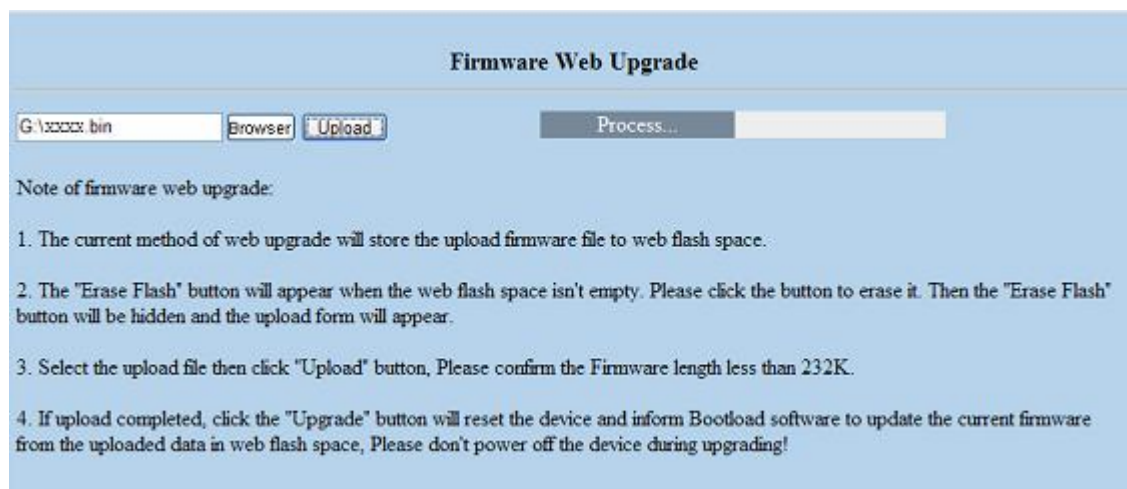 Firmware Web Upgrade
G:\xxxx.bin Browser Upload Process...
Note of firmware web upgrade:
1. The current method of web upgrade will store the upload firmware file to web flash space.
2. The "Erase Flash" button will appear when the web flash space isn't empty. Please click the button to erase it. Then the "Erase Flash"
button will be hidden and the upload form will appear.
3. Select the upload file then click "Upload" button, Please confirm the Firmware length less than 232K.
4. If upload completed, click the "Upgrade" button will reset the device and inform Bootload software to update the current firmware
from the uploaded data in web flash space, Please don't power off the device during upgrading!